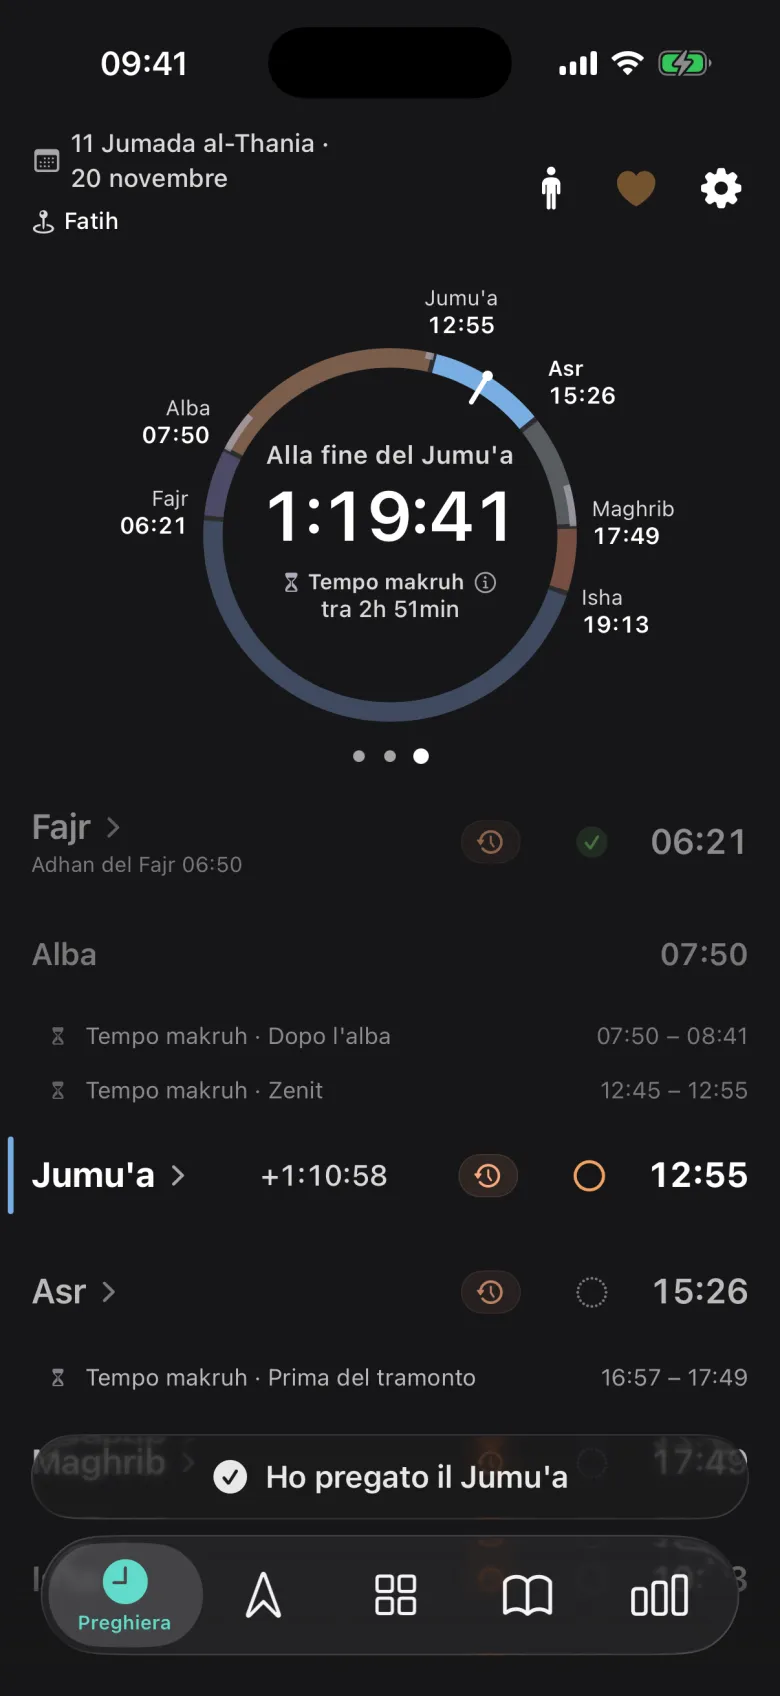 09:41
11 Jumada al-Thania ·
20 novembre
Fatih
Jumu'a
12:55
Asr
15:26
Alba
07:50
Fajr
06:21
Maghrib
17:49
Isha
19:13
Alla fine del Jumu'a
1:19:41
Tempo makruh
tra 2h 51min
Fajr
06:21
Adhan del Fajr 06:50
Alba
07:50
Tempo makruh · Dopo l'alba
07:50 – 08:41
Tempo makruh · Zenit
12:45 – 12:55
Jumu'a
+1:10:58
12:55
Asr
15:26
Tempo makruh · Prima del tramonto
16:57 – 17:49
Maghrib
17:49
Ho pregato il Jumu'a
Preghiera